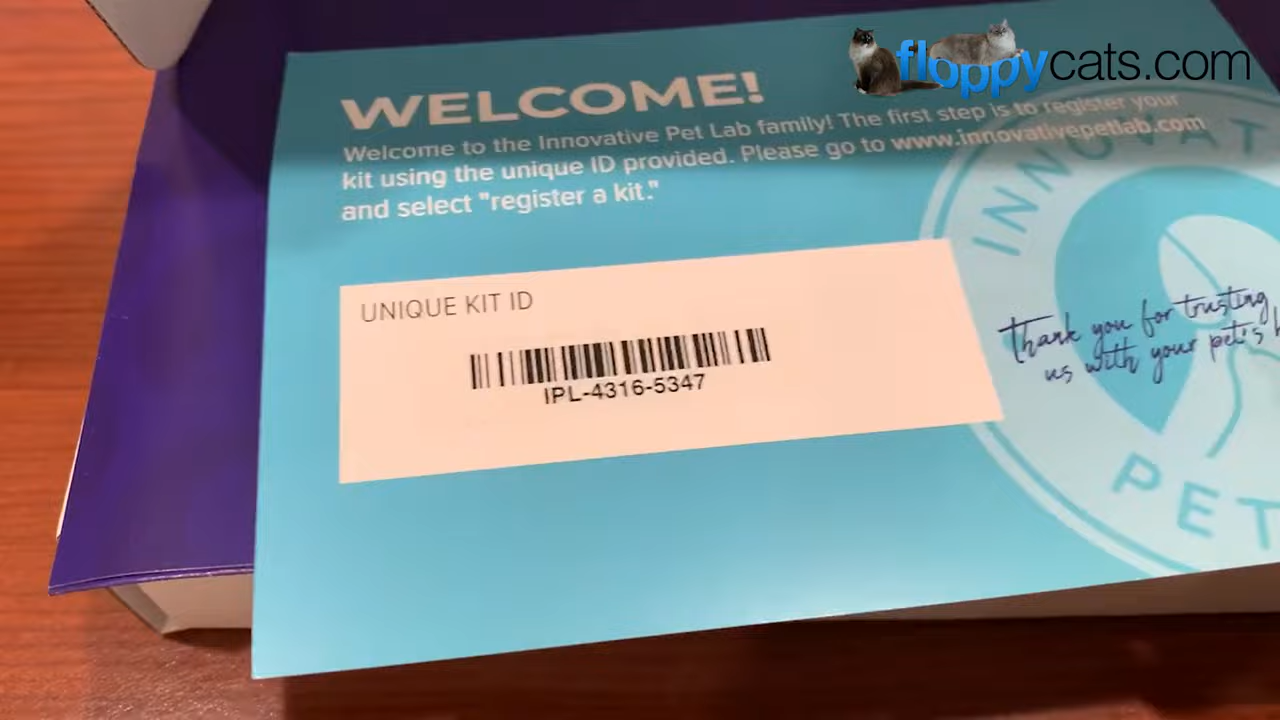 floppycats.com
WELCOME!
Welcome to the Innovative Pet Lab family! The first step is to register your
kit using the unique ID provided. Please go to www.innovativepetlab.com
and select "register a kit."
UNIQUE KIT ID
IPL-4316-5347
INNOVAT
thank you for trusting
us with your pet's
PET